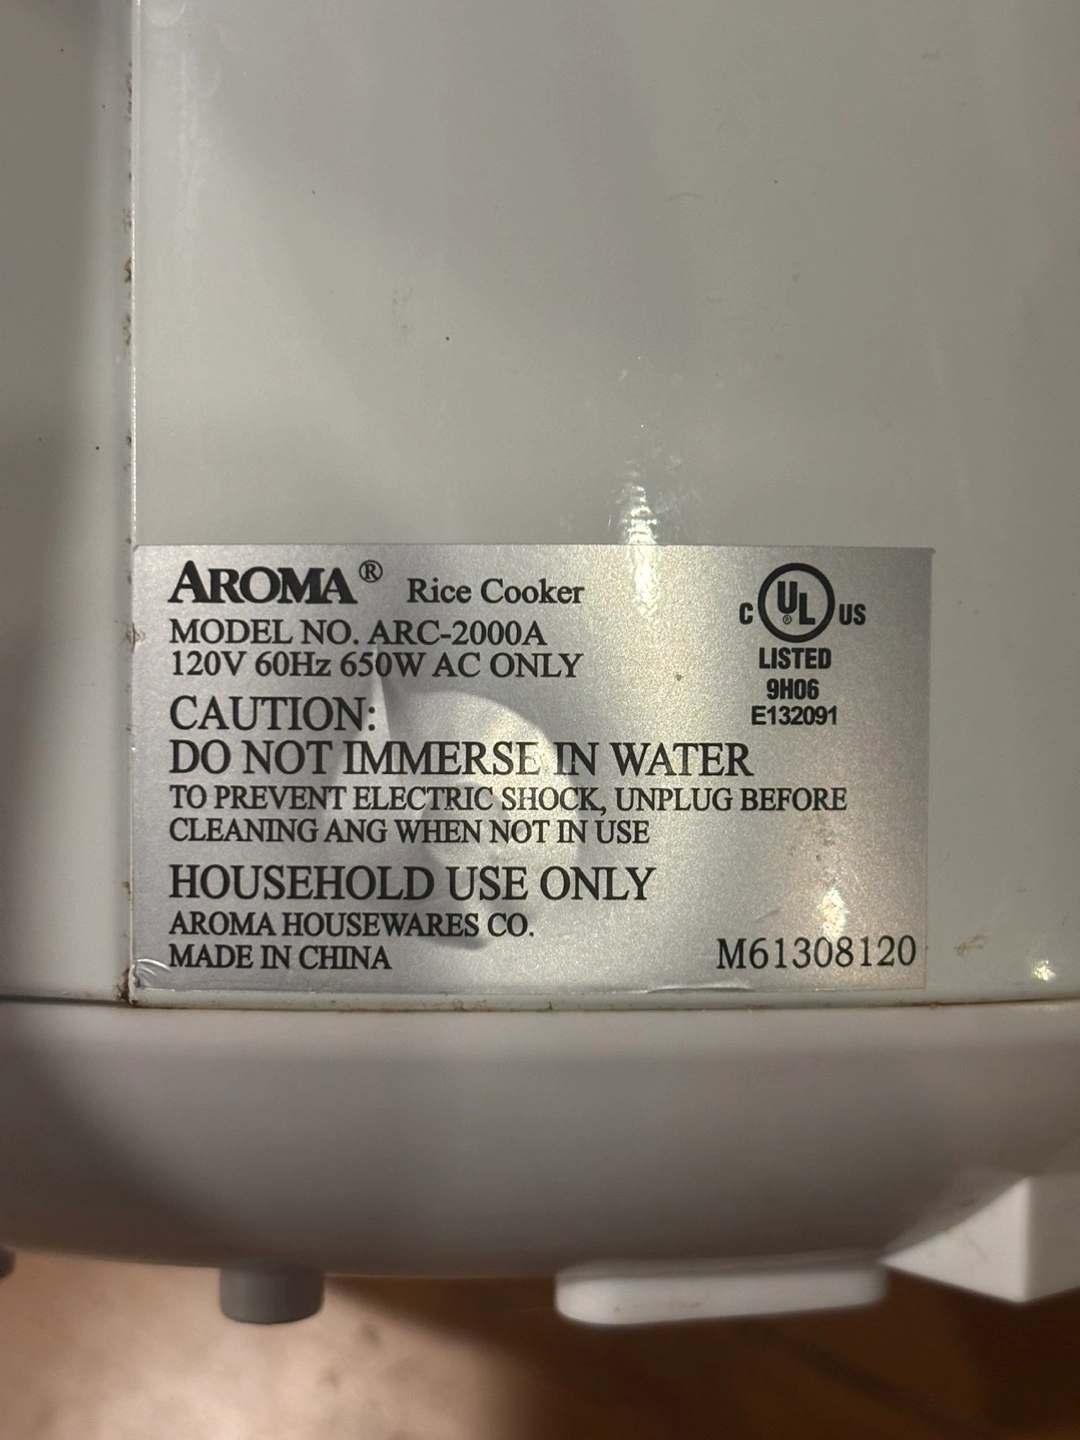 AROMA® Rice Cooker
MODEL NO. ARC-2000A
120V 60Hz 650W AC ONLY
C UL® US
LISTED
9H06
E132091
CAUTION:
DO NOT IMMERSE IN WATER
TO PREVENT ELECTRIC SHOCK, UNPLUG BEFORE
CLEANING ANG WHEN NOT IN USE
HOUSEHOLD USE ONLY
AROMA HOUSEWARES CO.
MADE IN CHINA
M61308120